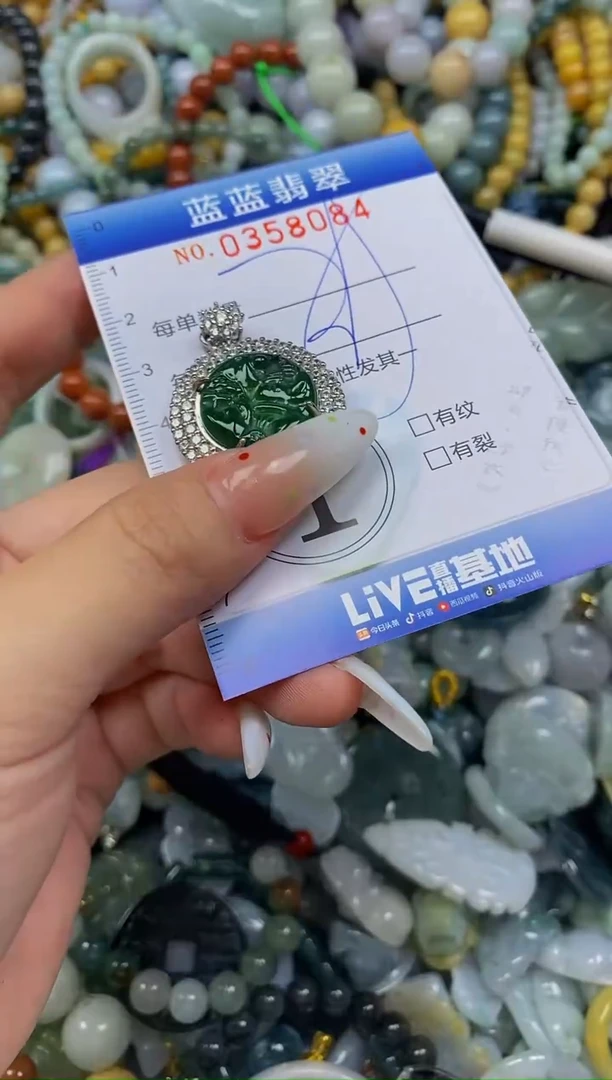 蓝蓝翡翠
NO.0358084
0
1
2
每单
3
性发其一
4
□有纹
□有裂
1
LiVE直播基地
今日头条 抖音 西瓜视频 抖音火山版